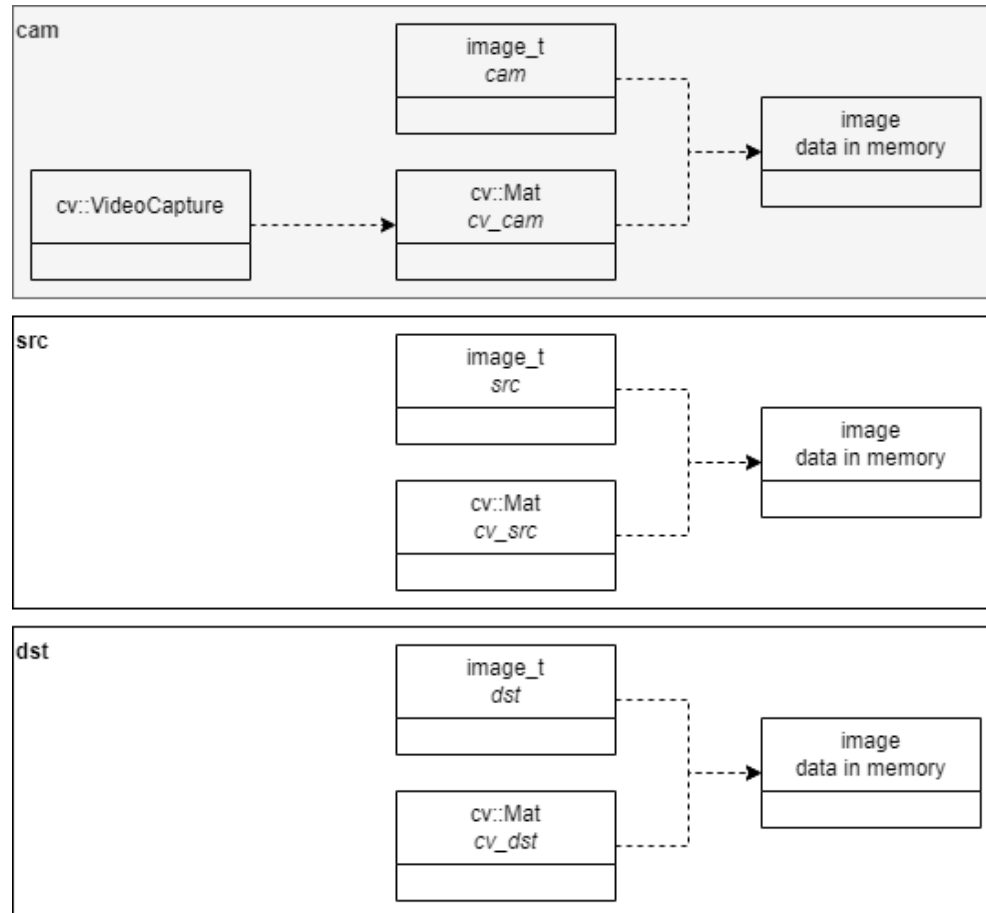 cam
image_t
cam
image
data in memory
cv::VideoCapture
cv::Mat
cv_cam
src
image_t
src
image
data in memory
cv::Mat
cv_src
dst
image_t
dst
image
data in memory
cv::Mat
cv_dst